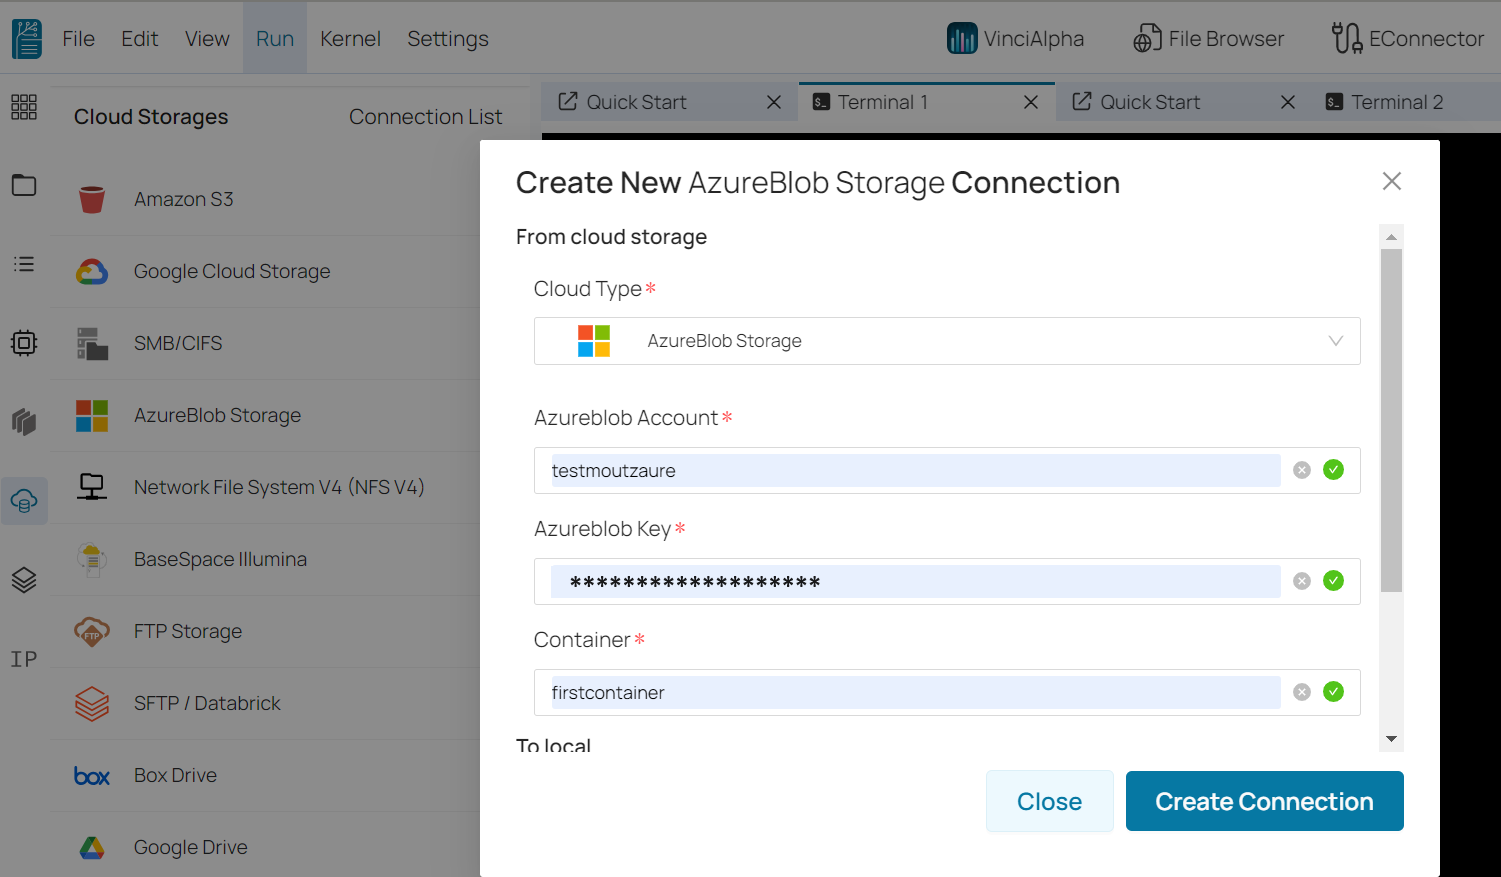 File Edit View Run Kernel Settings VinciAlpha File Browser EConnector
Cloud Storages Connection List
Quick Start Terminal 1 Quick Start Terminal 2
Amazon S3
Google Cloud Storage
SMB/CIFS
AzureBlob Storage
Network File System V4 (NFS V4)
BaseSpace Illumina
FTP
FTP Storage
SFTP / Databrick
box
Box Drive
Google Drive
IP
Create New AzureBlob Storage Connection
From cloud storage
Cloud Type*
AzureBlob Storage
Azureblob Account*
testmoutzaure
Azureblob Key*
*******************
Container*
firstcontainer
To local
Close Create Connection